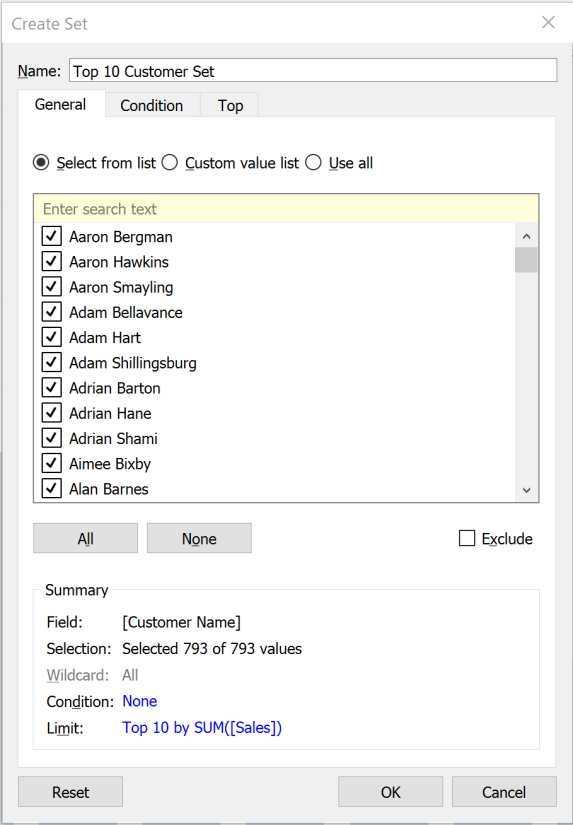 Create Set
Name: Top 10 Customer Set
General Condition Top
Select from list Custom value list Use all
Enter search text
Aaron Bergman
Aaron Hawkins
Aaron Smayling
Adam Bellavance
Adam Hart
Adam Shillingsburg
Adrian Barton
Adrian Hane
Adrian Shami
Aimee Bixby
Alan Barnes
All None Exclude
Summary
Field: [Customer Name]
Selection: Selected 793 of 793 values
Wildcard: All
Condition: None
Limit: Top 10 by SUM([Sales])
Reset OK Cancel